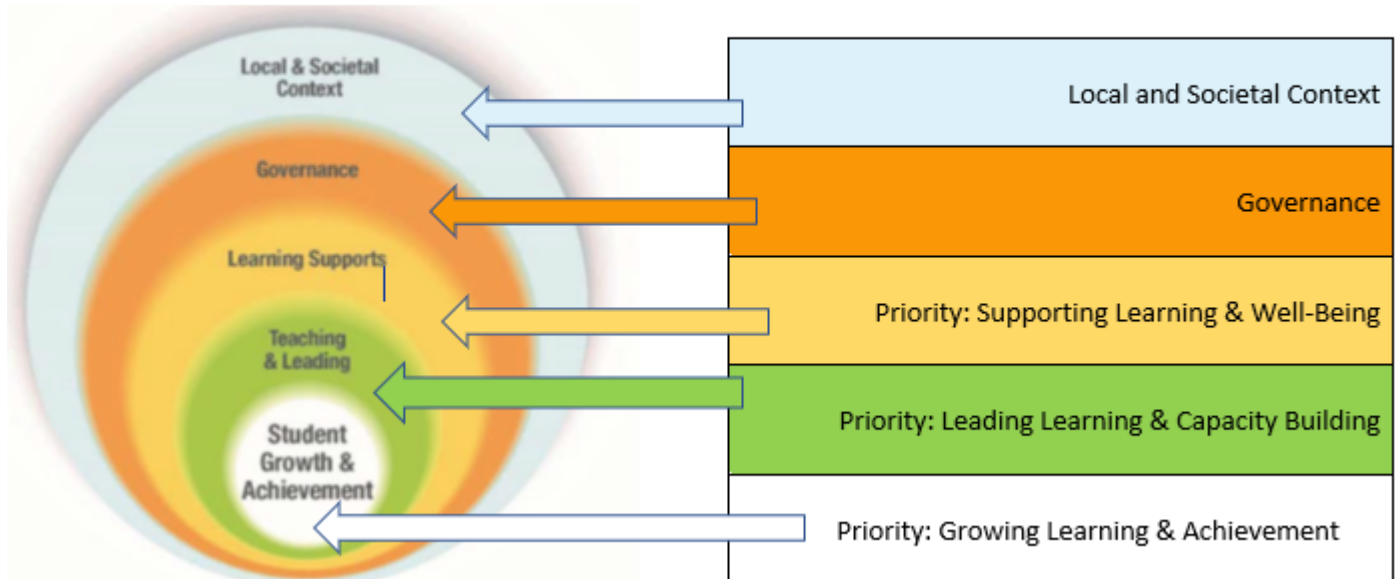 Local & Societal
Context
Governance
Learning Supports
Teaching
& Leading
Student
Growth &
Achievement
Local and Societal Context
Governance
Priority: Supporting Learning & Well-Being
Priority: Leading Learning & Capacity Building
Priority: Growing Learning & Achievement